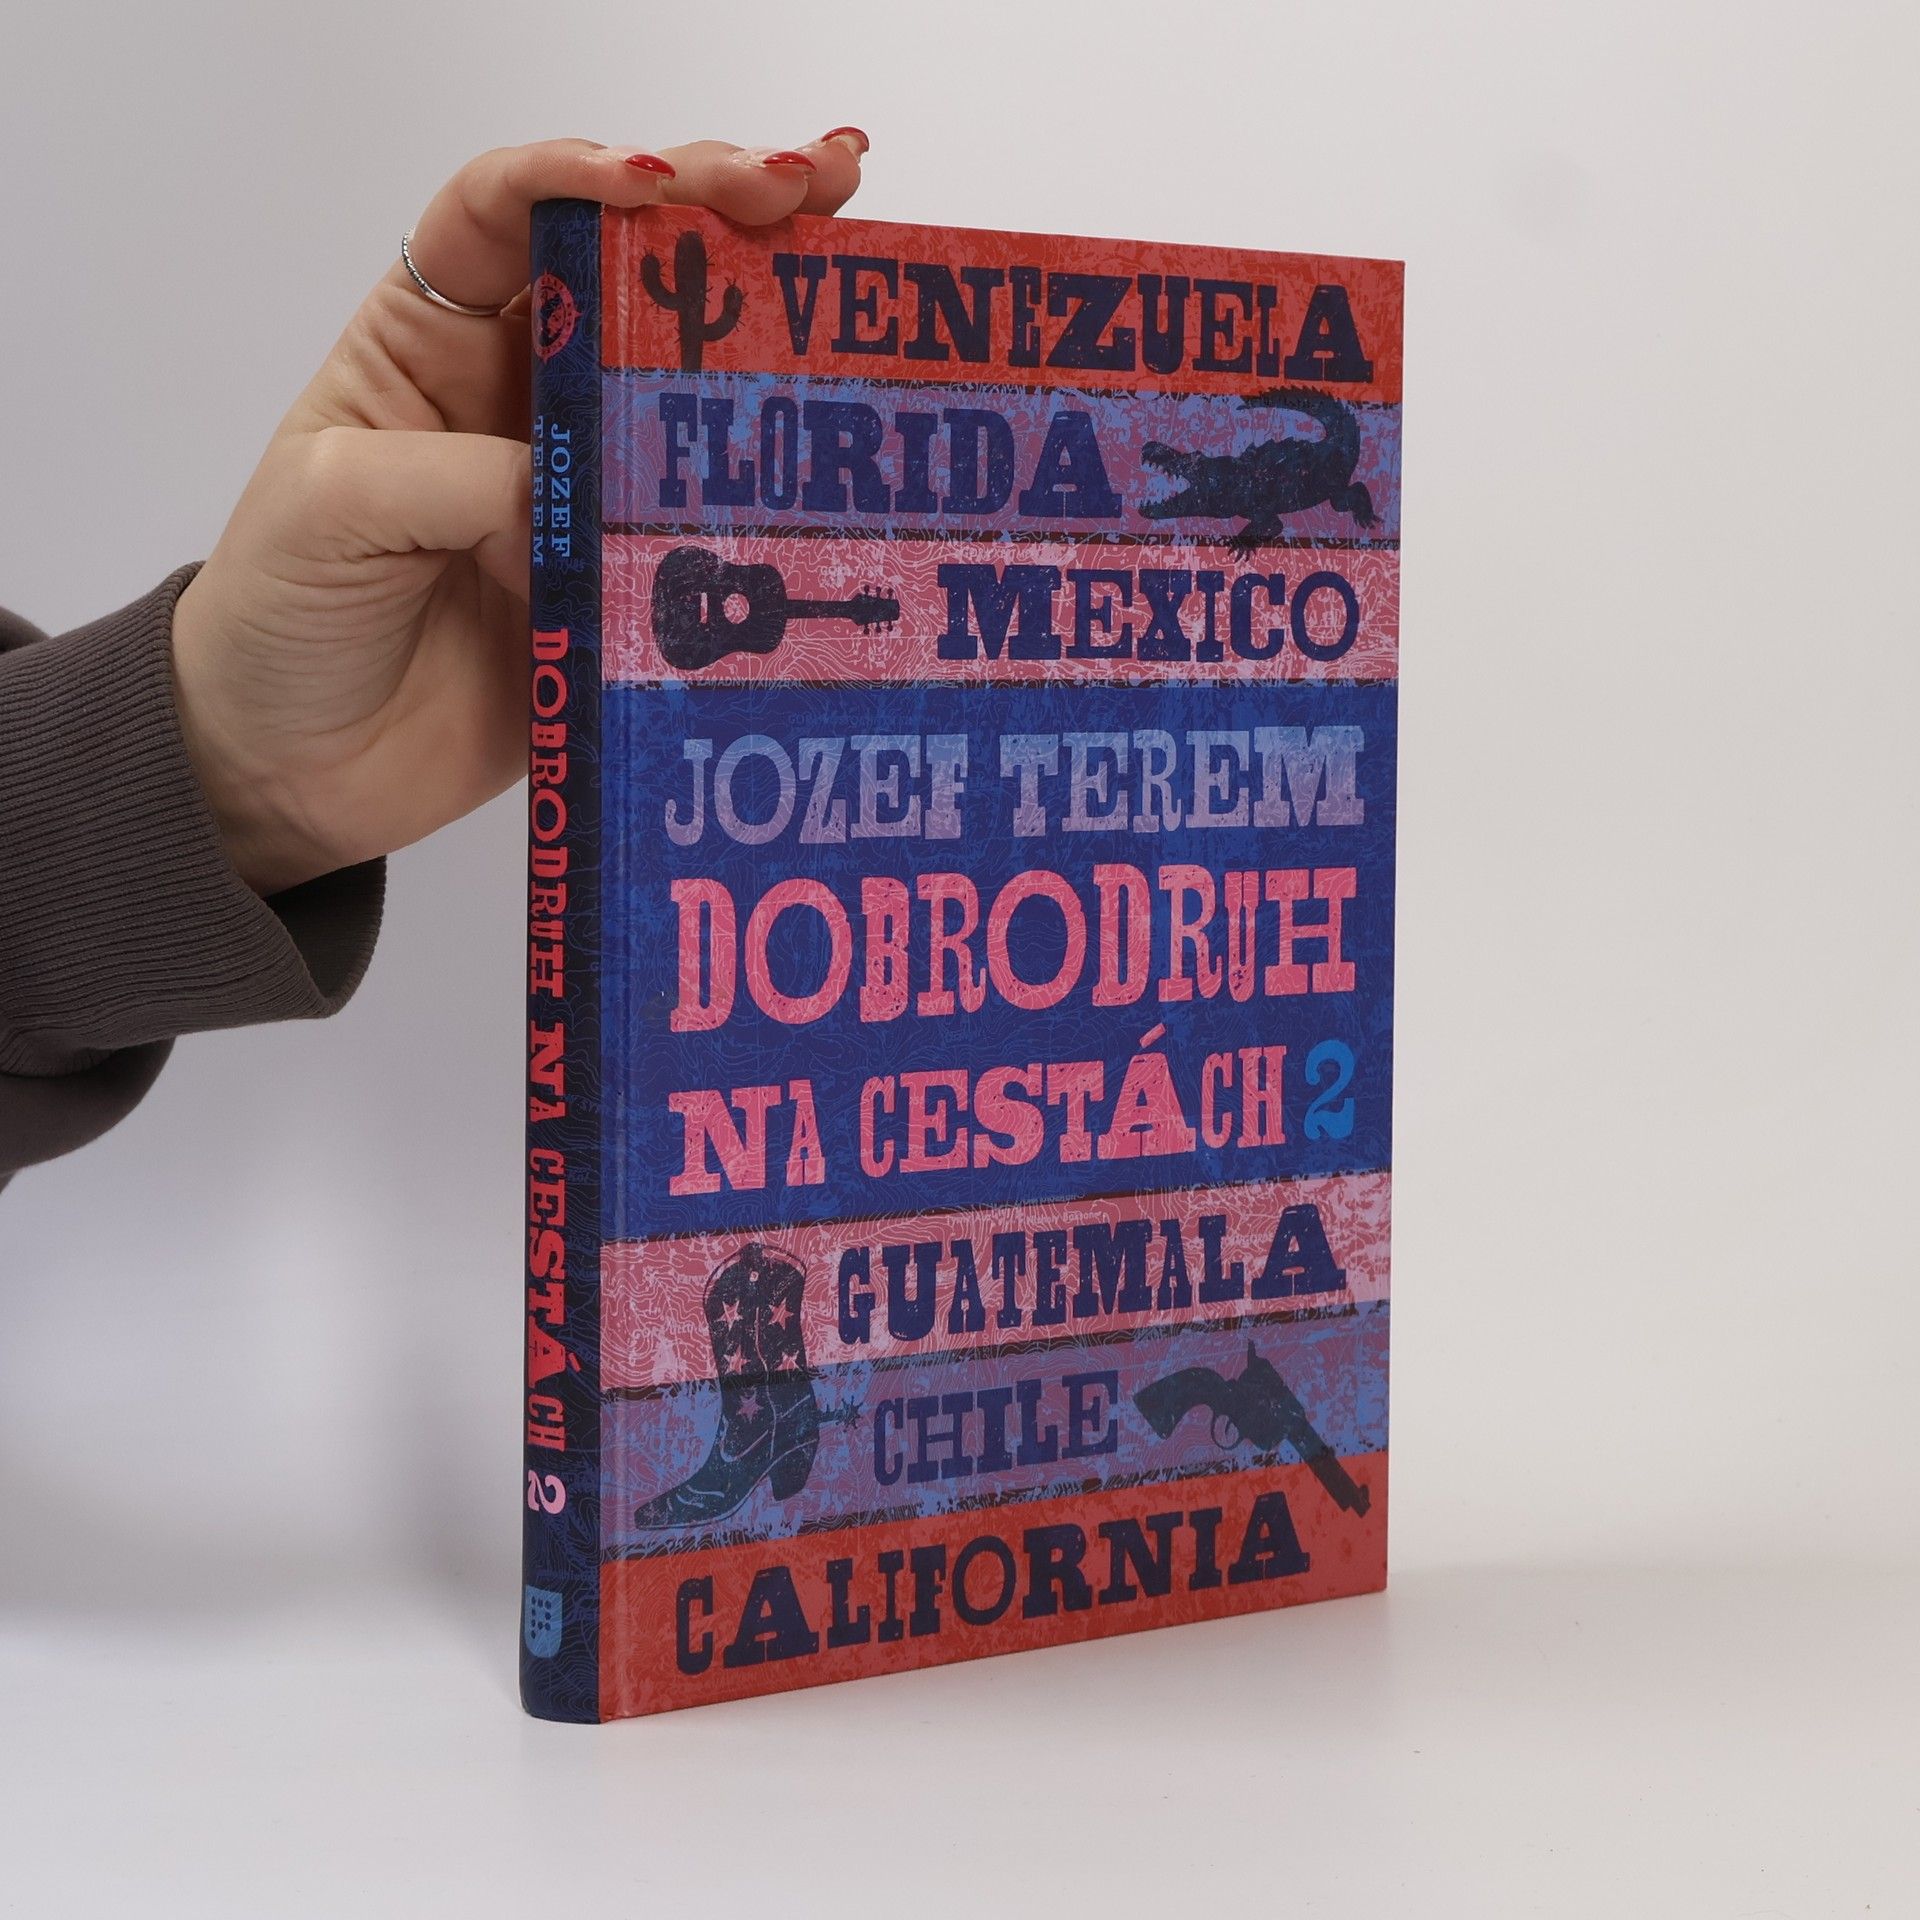 JOZEF
TEREM
DOBRODRUH NA CESTÁCH 2
VENEZUELA
FLORIDA
MEXICO
JOZEF TEREM
DOBRODRUH
NA CESTÁCH 2
GUATEMALA
CHILE
CALIFORNIA